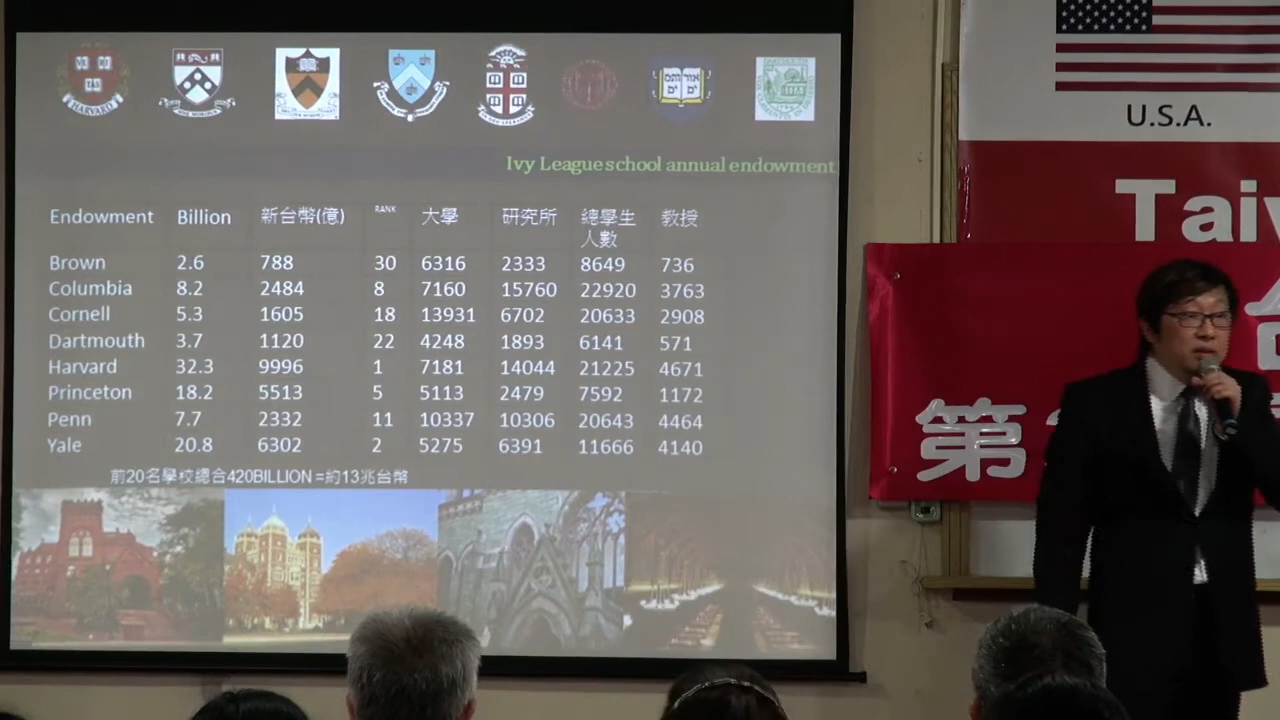 HARVARD
U.S.A.
Ivy League school annual endowment
Tai
Endowment Billion 新台幣(億) RANK 大學 研究所 總學生人數 教授
Brown 2.6 788 30 6316 2333 8649 736
Columbia 8.2 2484 8 7160 15760 22920 3763
Cornell 5.3 1605 18 13931 6702 20633 2908
Dartmouth 3.7 1120 22 4248 1893 6141 571
Harvard 32.3 9996 1 7181 14044 21225 4671
Princeton 18.2 5513 5 5113 2479 7592 1172
Penn 7.7 2332 11 10337 10306 20643 4464
Yale 20.8 6302 2 5275 6391 11666 4140
前20名學校總合420BILLION =約13兆台幣
第